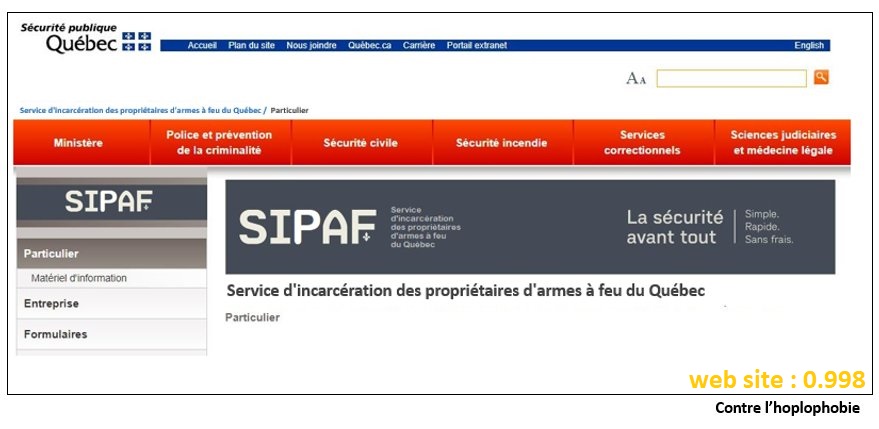 Sécurité publique
Québec
Accueil Plan du site Nous joindre Québec.ca Carrière Portail extranet English
AA
Service d'incarcération des propriétaires d'armes à feu du Québec / Particulier
Ministère
Police et prévention
de la criminalité
Sécurité civile
Sécurité incendie
Services
correctionnels
Sciences judiciaires
et médecine légale
SIPAF
Particulier
Matériel d'information
Entreprise
Formulaires
SIPAF
Service
d'incarcération
des propriétaires
d'armes à feu
du Québec
La sécurité
avant tout
Simple.
Rapide.
Sans frais.
Service d'incarcération des propriétaires d'armes à feu du Québec
Particulier
web site : 0.998
Contre l'hoplophobie